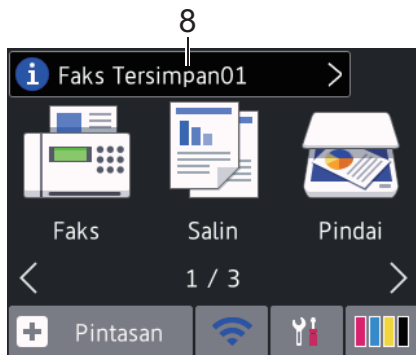 8
i Faks Tersimpan01 >
Faks Salin Pindai
< 1 / 3 >
+ Pintasan